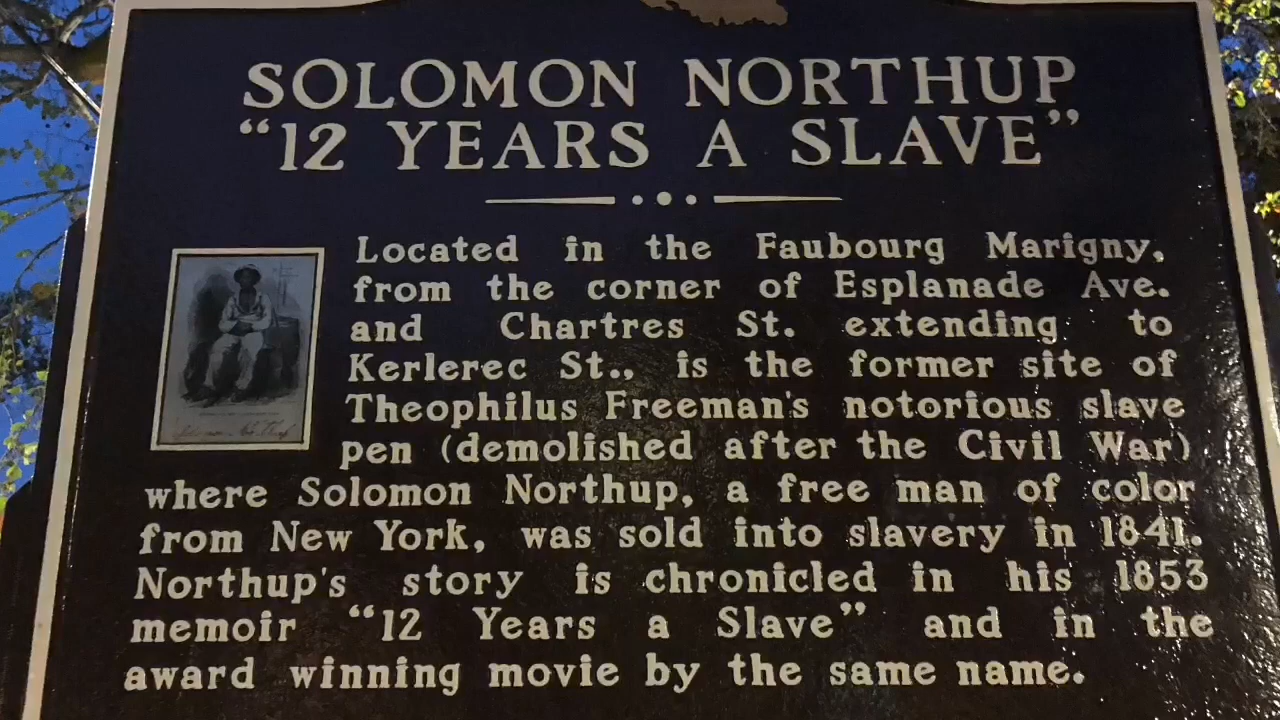 SOLOMON NORTHUP
“12 YEARS A SLAVE”
Located in the Faubourg Marigny,
from the corner of Esplanade Ave.
and Chartres St. extending to
Kerlerec St., is the former site of
Theophilus Freeman's notorious slave
pen (demolished after the Civil War)
where Solomon Northup, a free man of color
from New York, was sold into slavery in 1841.
Northup's story is chronicled in his 1853
memoir “12 Years a Slave” and in the
award winning movie by the same name.